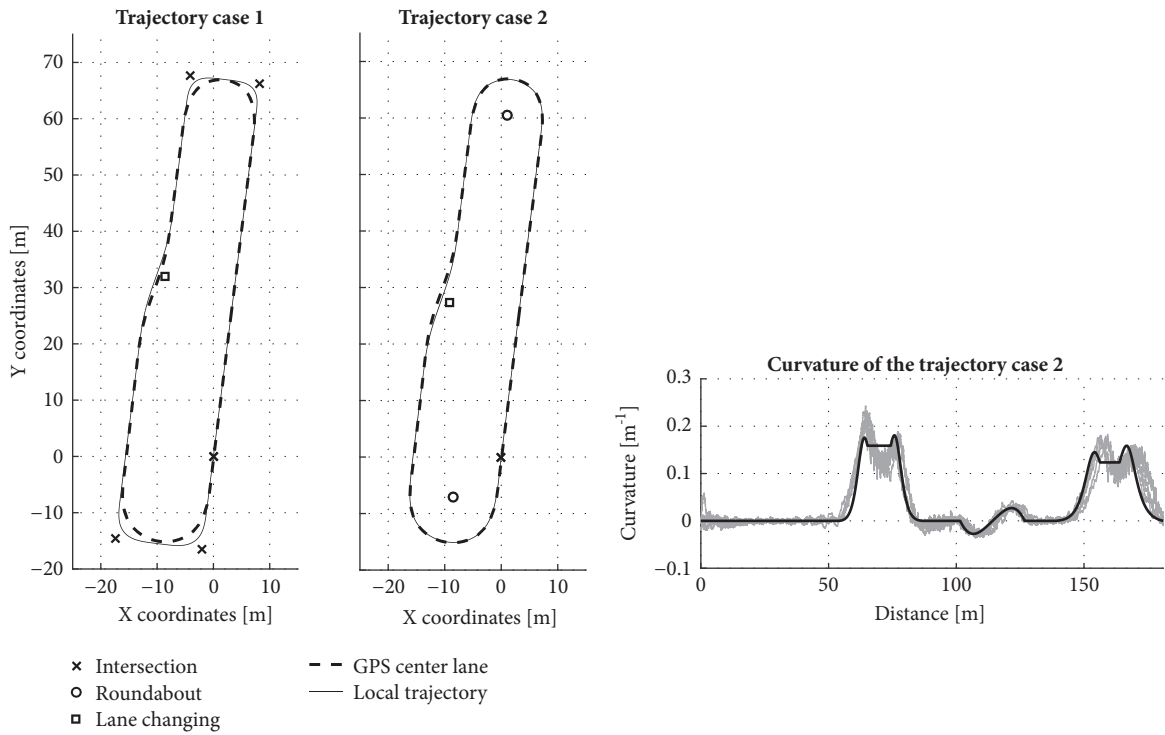 Trajectory case 1
70
60
50
40
30
20
10
0
−10
−20
Y coordinates [m]
−20 −10 0 10
X coordinates [m]
Trajectory case 2
−20 −10 0 10
X coordinates [m]
Curvature of the trajectory case 2
0.3
0.2
0.1
0
−0.1
Curvature [m-1]
0 50 100 150
Distance [m]
Intersection
Roundabout
Lane changing
GPS center lane
Local trajectory